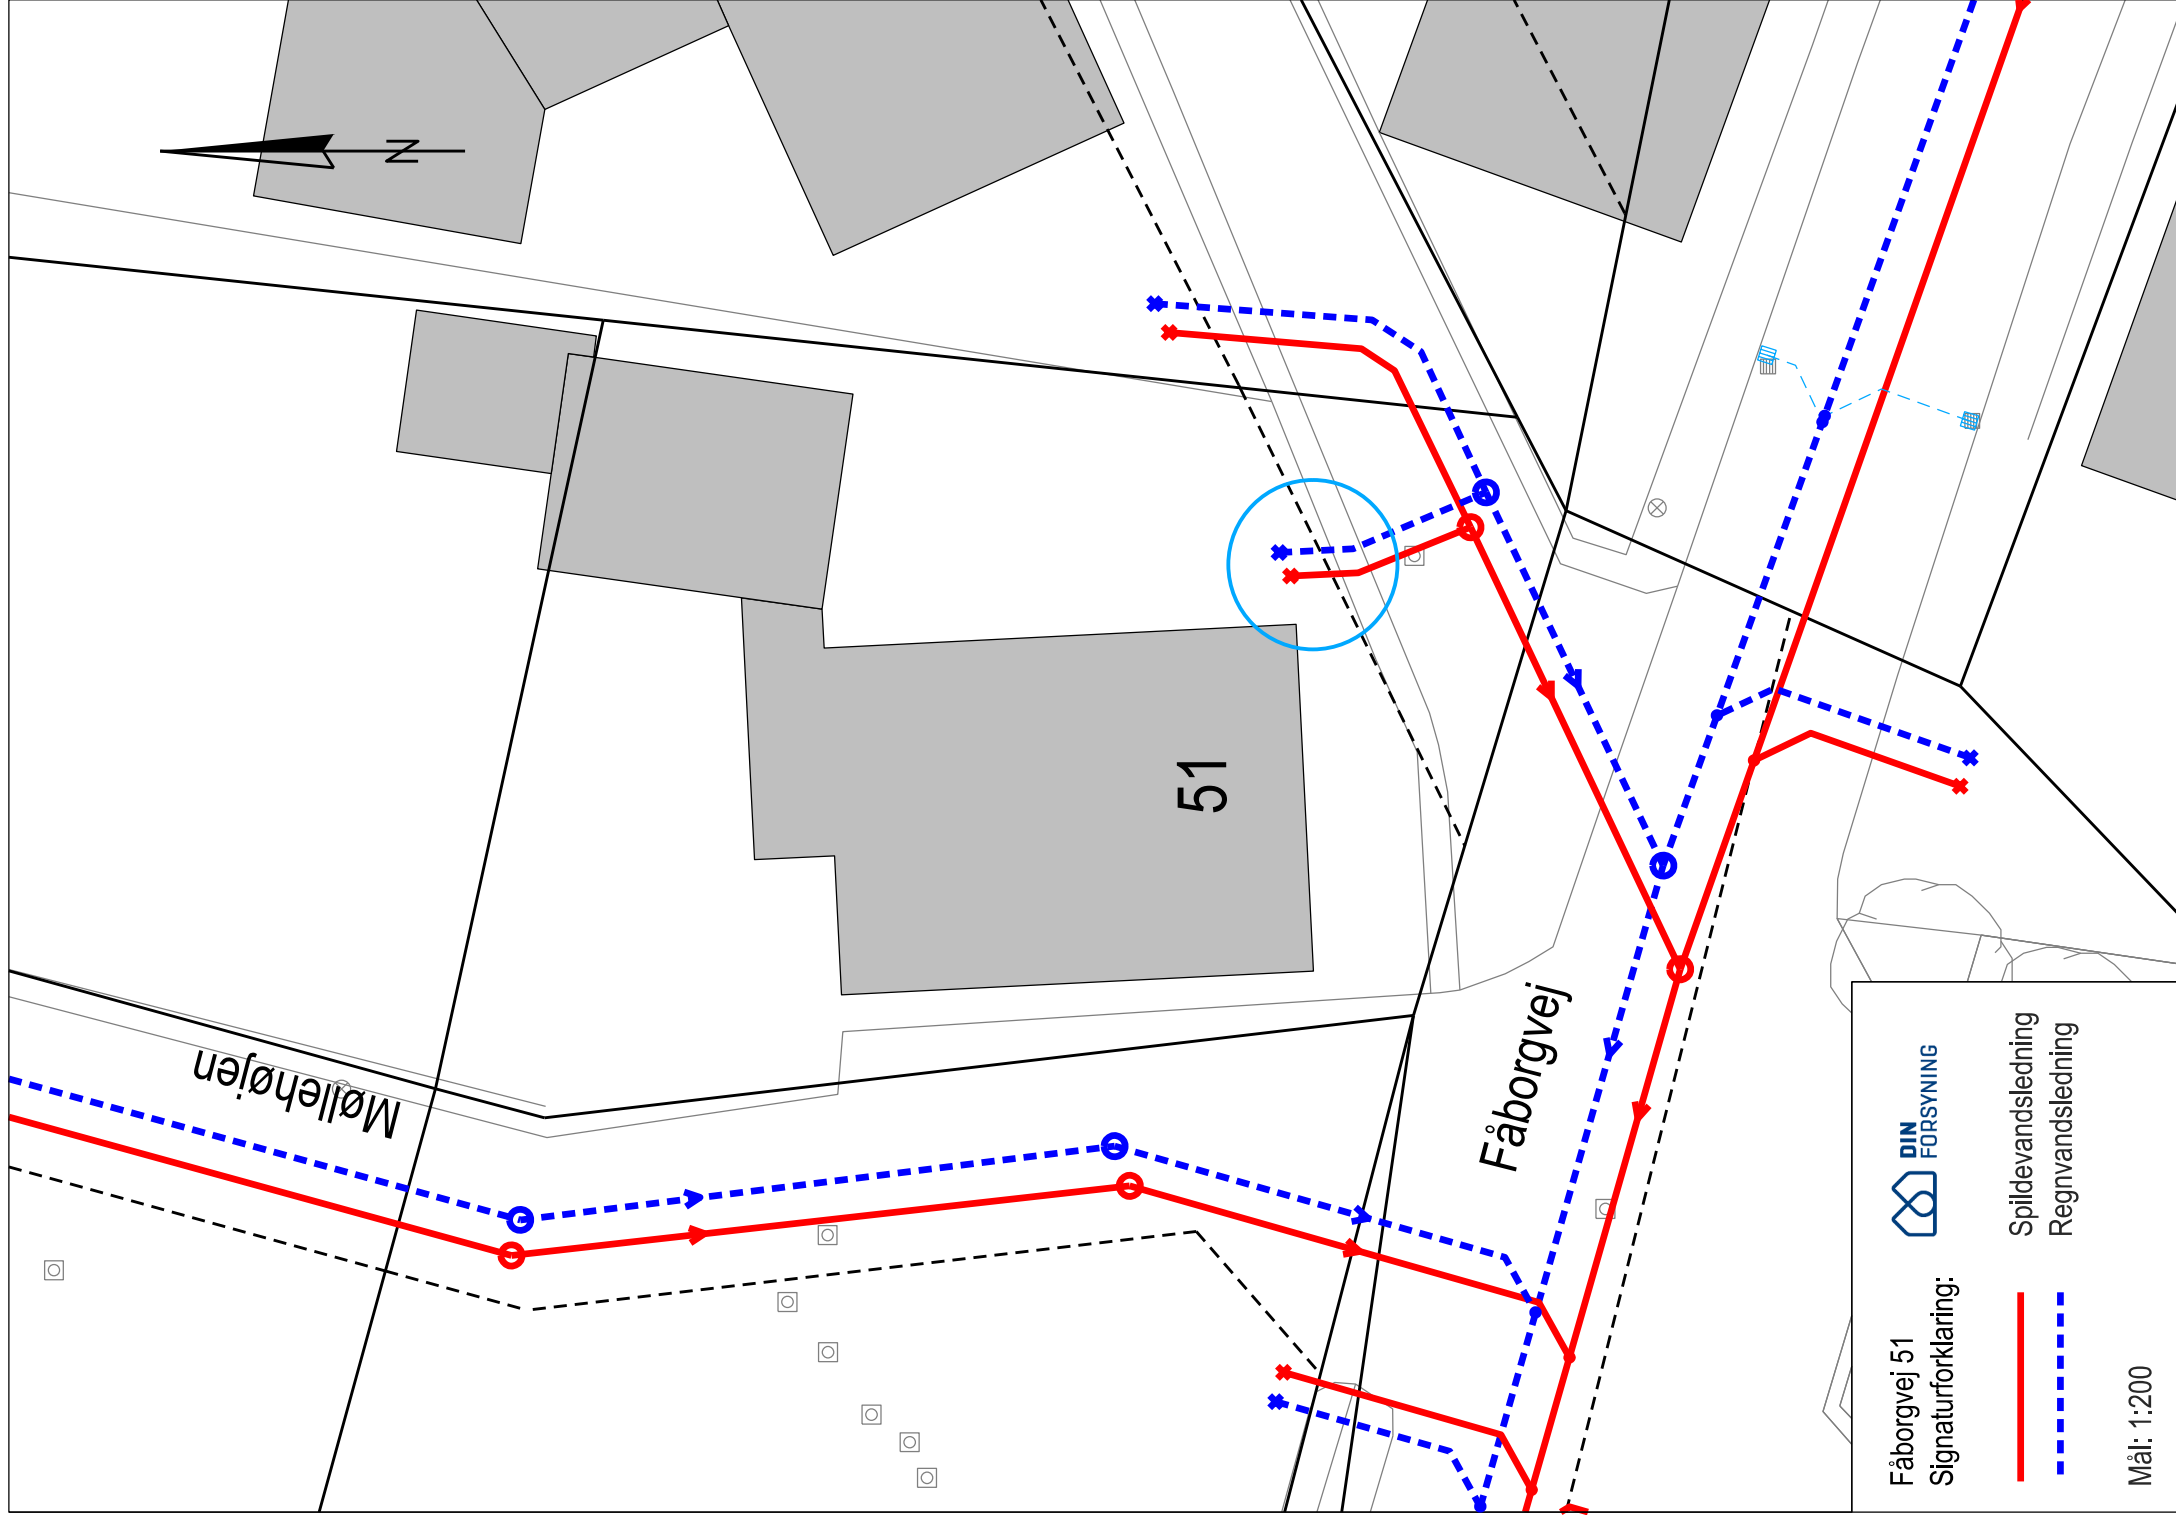 N
Møllehøjen
51
Fåborgvej
DIN
FORSYNING
Fåborgvej 51
Signaturforklaring:
Spildevandsledning
Regnvandsledning
Mål: 1:200